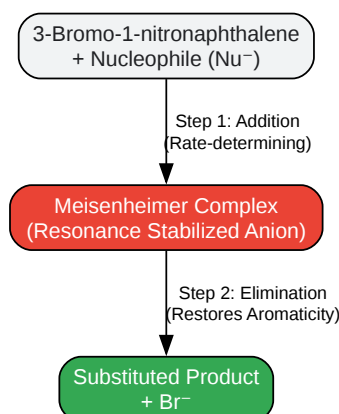 3-Bromo-1-nitronaphthalene
+ Nucleophile (Nu⁻)
Step 1: Addition
(Rate-determining)
Meisenheimer Complex
(Resonance Stabilized Anion)
Step 2: Elimination
(Restores Aromaticity)
Substituted Product
+ Br⁻